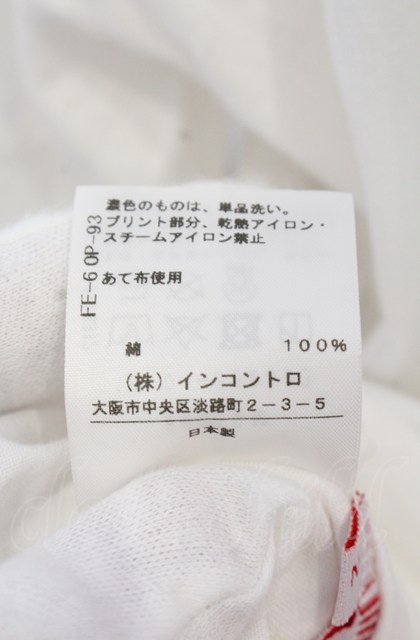 濃色のものは、単品洗い。
プリント部分、乾熱アイロン・
スチームアイロン禁止
あて布使用
FE-60P-93
綿 100%
（株）インコントロ
大阪市中央区淡路町2-3-5
日本製